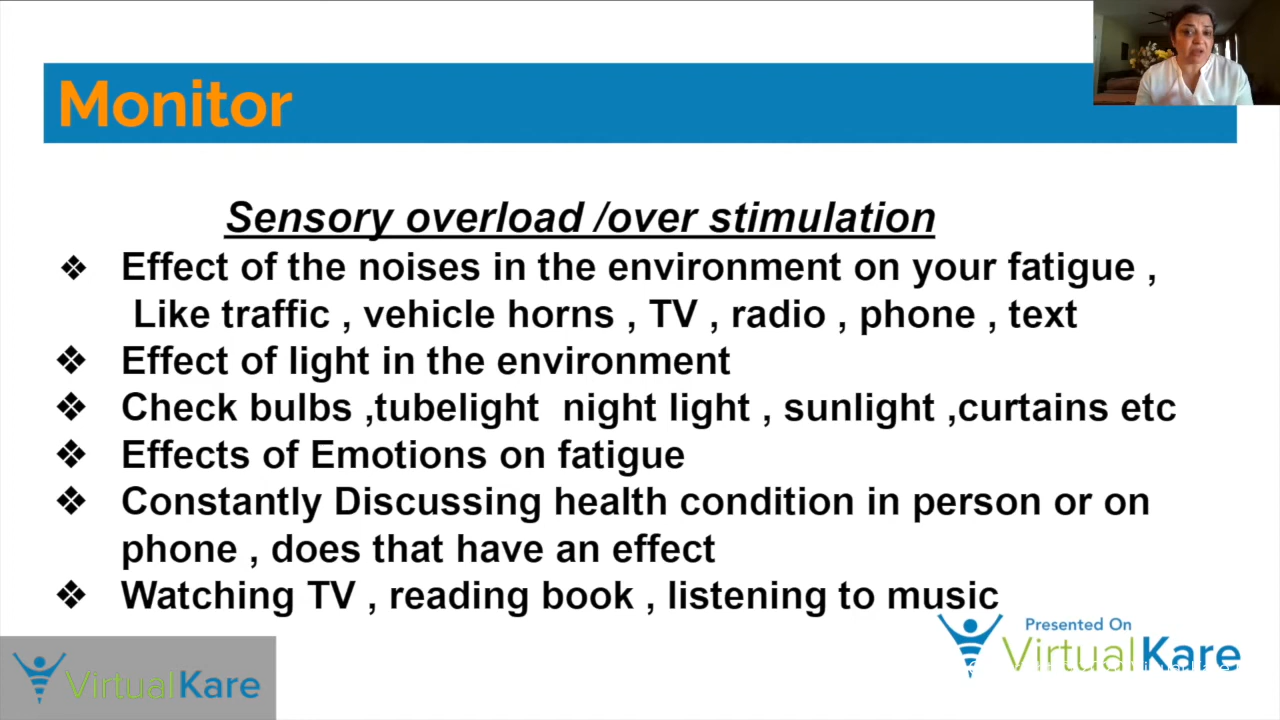 Monitor
Sensory overload /over stimulation
❖ Effect of the noises in the environment on your fatigue ,
Like traffic , vehicle horns , TV , radio , phone , text
❖ Effect of light in the environment
❖ Check bulbs ,tubelight night light , sunlight ,curtains etc
❖ Effects of Emotions on fatigue
❖ Constantly Discussing health condition in person or on
phone , does that have an effect
❖ Watching TV , reading book , listening to music
Presented On
VirtualKare
VirtualKare